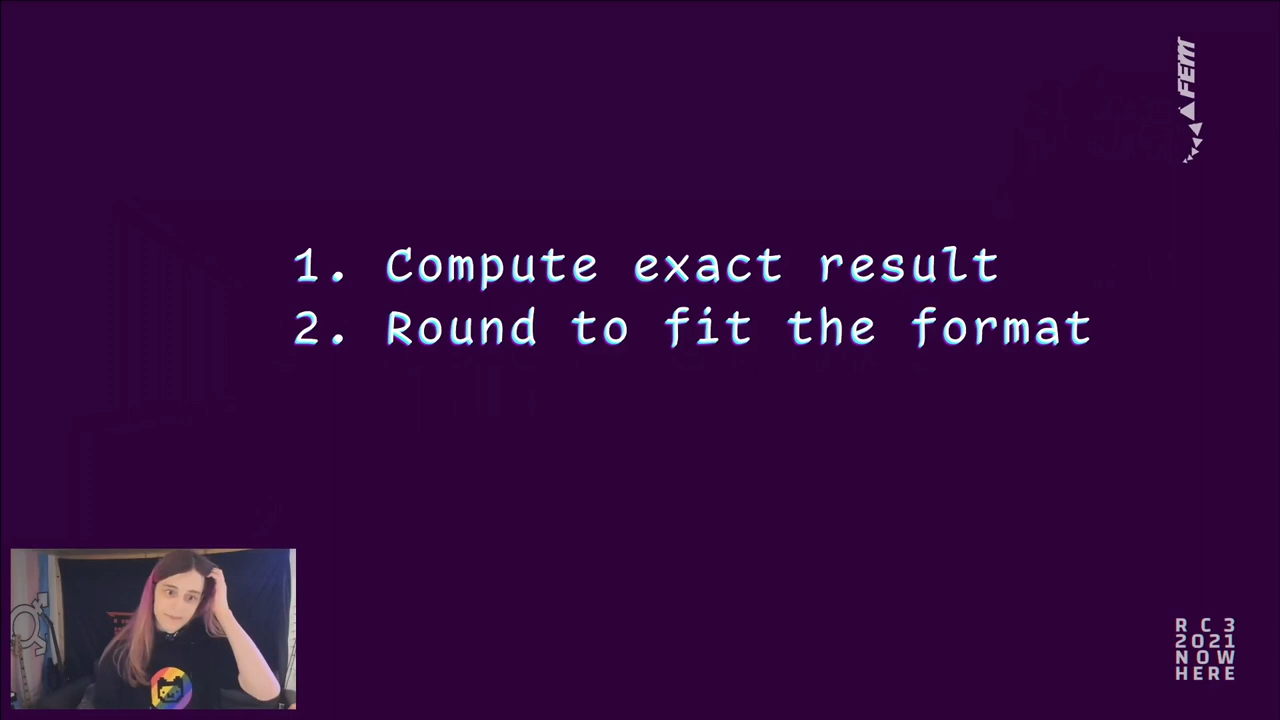 FEM
1. Compute exact result
2. Round to fit the format
R C 3
2021
NOW
HERE